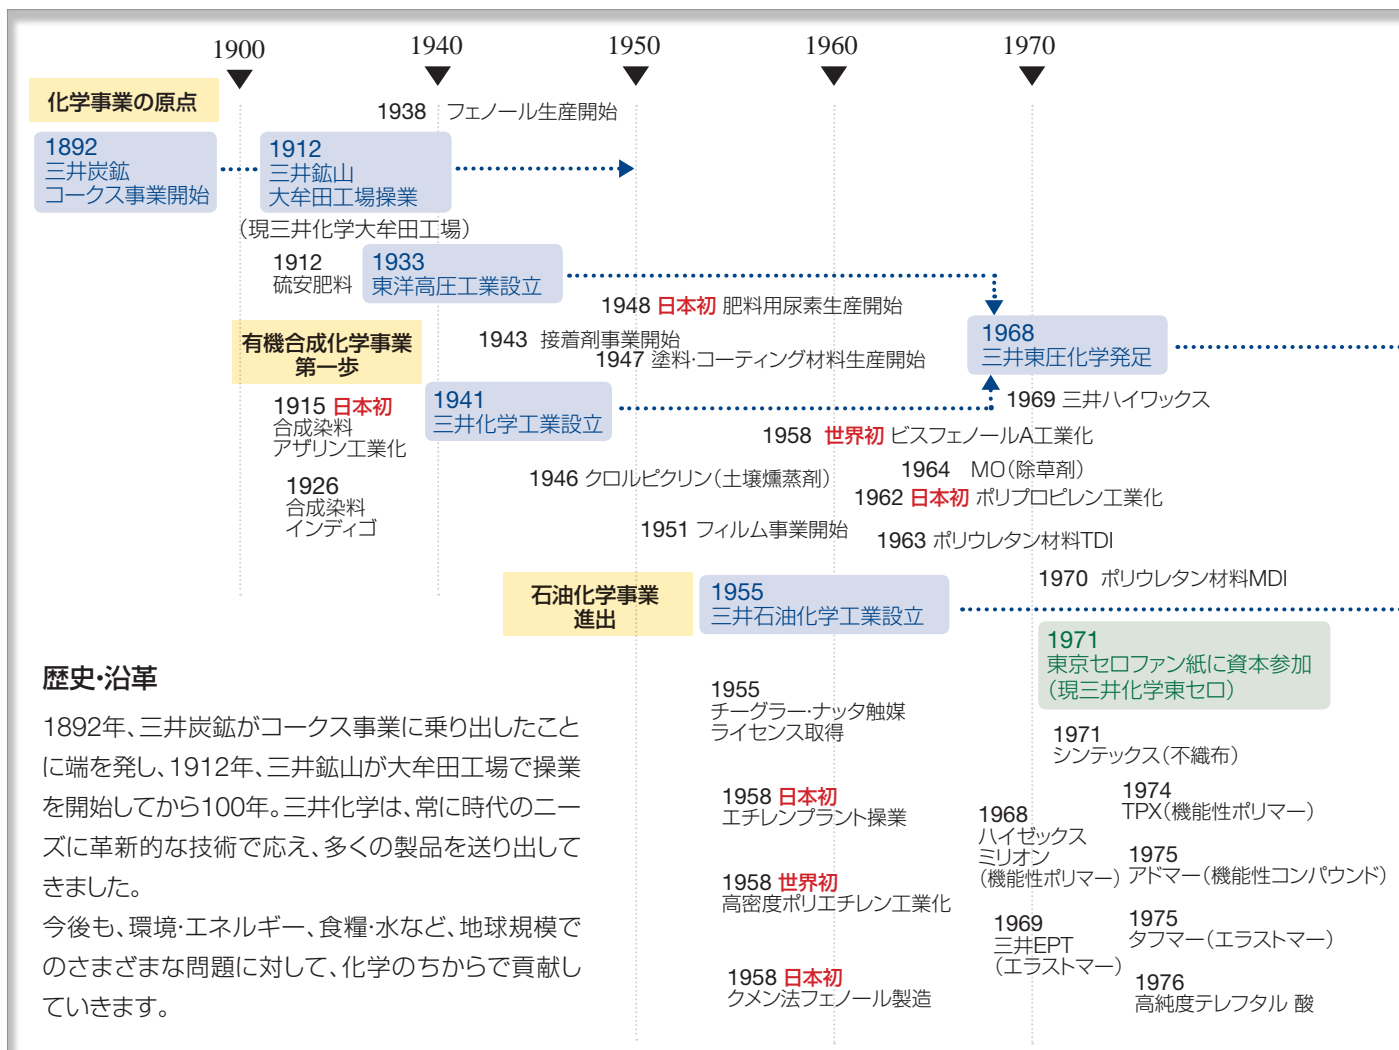 1900
1940
1950
1960
1970
化学事業の原点
1938 フェノール生産開始
1892
三井炭鉱
コークス事業開始
1912
三井鉱山
大牟田工場操業
（現三井化学大牟田工場）
1912
硫安肥料
1933
東洋高圧工業設立
1948 日本初 肥料用尿素生産開始
1943 接着剤事業開始
1947 塗料・コーティング材料生産開始
1968
三井東圧化学発足
有機合成化学事業
第一歩
1915 日本初
合成染料
アザリン工業化
1941
三井化学工業設立
1969 三井ハイワックス
1958 世界初 ビスフェノールA工業化
1926
合成染料
インディゴ
1946 クロルピクリン（土壌燻蒸剤）
1964 MO（除草剤）
1962 日本初 ポリプロピレン工業化
1951 フィルム事業開始
1963 ポリウレタン材料TDI
1970 ポリウレタン材料MDI
石油化学事業
進出
1955
三井石油化学工業設立
1971
東京セロファン紙に資本参加
（現三井化学東セロ）
歴史・沿革
1892年、三井炭鉱がコークス事業に乗り出したこと
に端を発し、1912年、三井鉱山が大牟田工場で操業
を開始してから100年。三井化学は、常に時代のニー
ズに革新的な技術で応え、多くの製品を送り出して
きました。
今後も、環境・エネルギー、食糧・水など、地球規模で
のさまざまな問題に対して、化学のちからで貢献し
ていきます。
1955
チーグラー・ナッタ触媒
ライセンス取得
1958 日本初
エチレンプラント操業
1958 世界初
高密度ポリエチレン工業化
1958 日本初
クメン法フェノール製造
1971
シンテックス（不織布）
1968
ハイゼックス
ミリオン
（機能性ポリマー）
1969
三井EPT
（エラストマー）
1974
TPX（機能性ポリマー）
1975
アドマー（機能性コンパウンド）
1975
タフマー（エラストマー）
1976
高純度テレフタル 酸